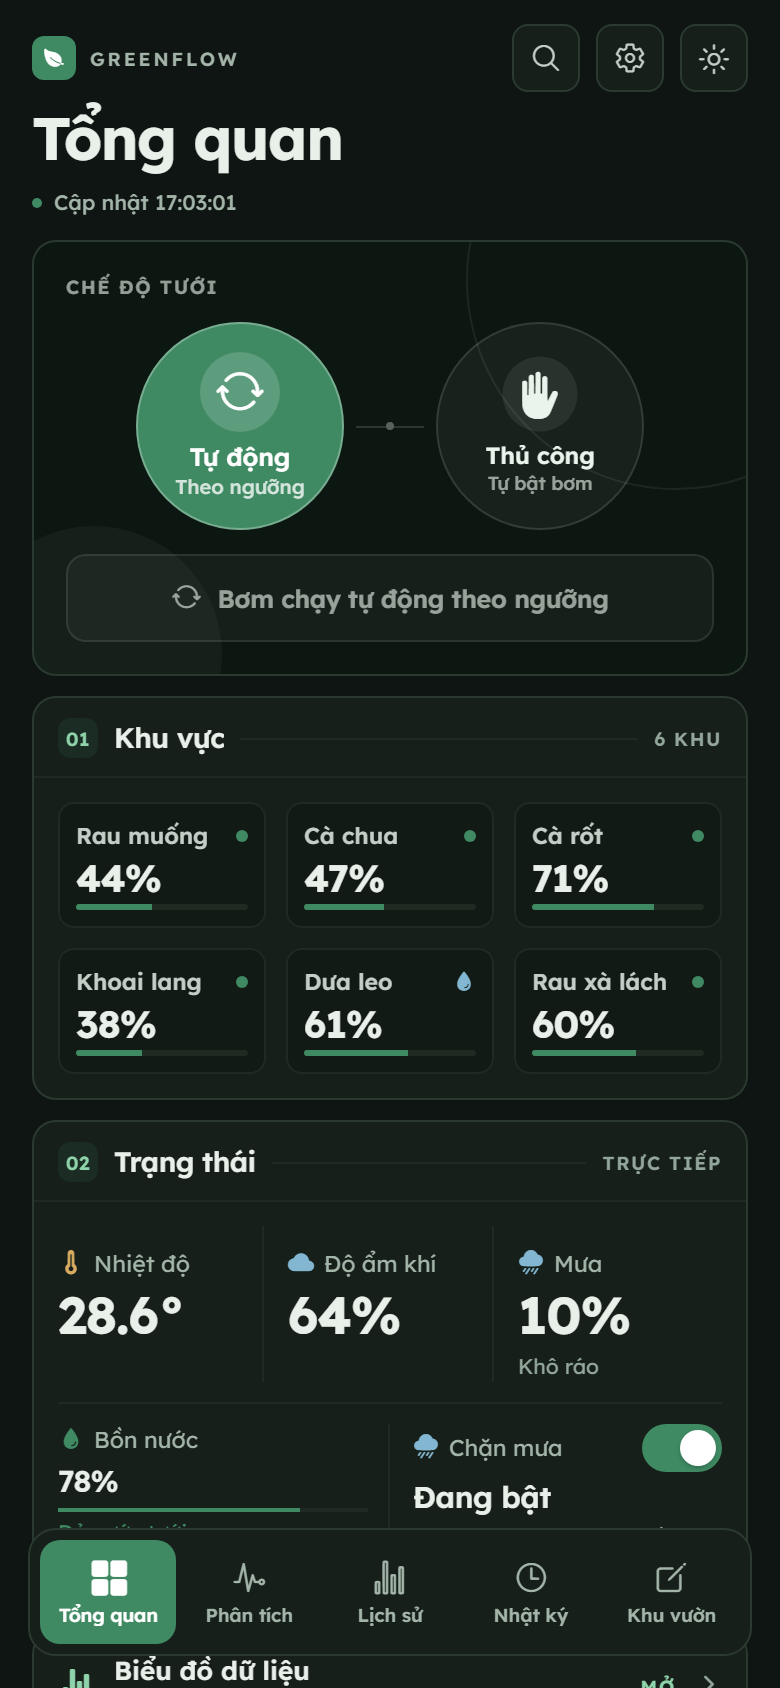 GREENFLOW
Tổng quan
Cập nhật 17:03:01
CHẾ ĐỘ TƯỚI
Tự động
Theo ngưỡng
Thủ công
Tự bật bơm
Bơm chạy tự động theo ngưỡng
01 Khu vực 6 KHU
Rau muống
44%
Cà chua
47%
Cà rốt
71%
Khoai lang
38%
Dưa leo
61%
Rau xà lách
60%
02 Trạng thái TRỰC TIẾP
Nhiệt độ
28.6°
Độ ẩm khí
64%
Mưa
10%
Khô ráo
Bồn nước
78%
Chặn mưa
Đang bật
Tổng quan
Phân tích
Lịch sử
Nhật ký
Khu vườn
Biểu đồ dữ liệu
MỞ